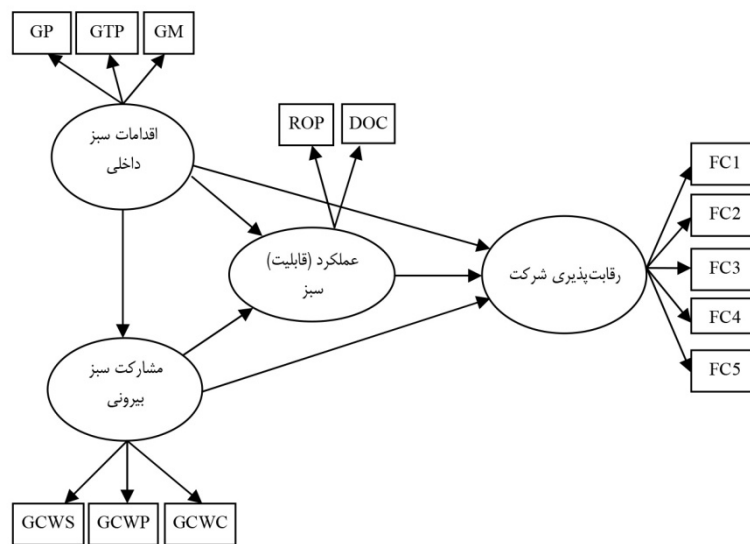 GP
GTP
GM
اقدامات سبز
داخلی
ROP
DOC
FC1
FC2
FC3
FC4
FC5
عملکرد (قابلیت)
سبز
رقابت‌پذیری شرکت
مشارکت سبز
بیرونی
GCWS
GCWP
GCWC